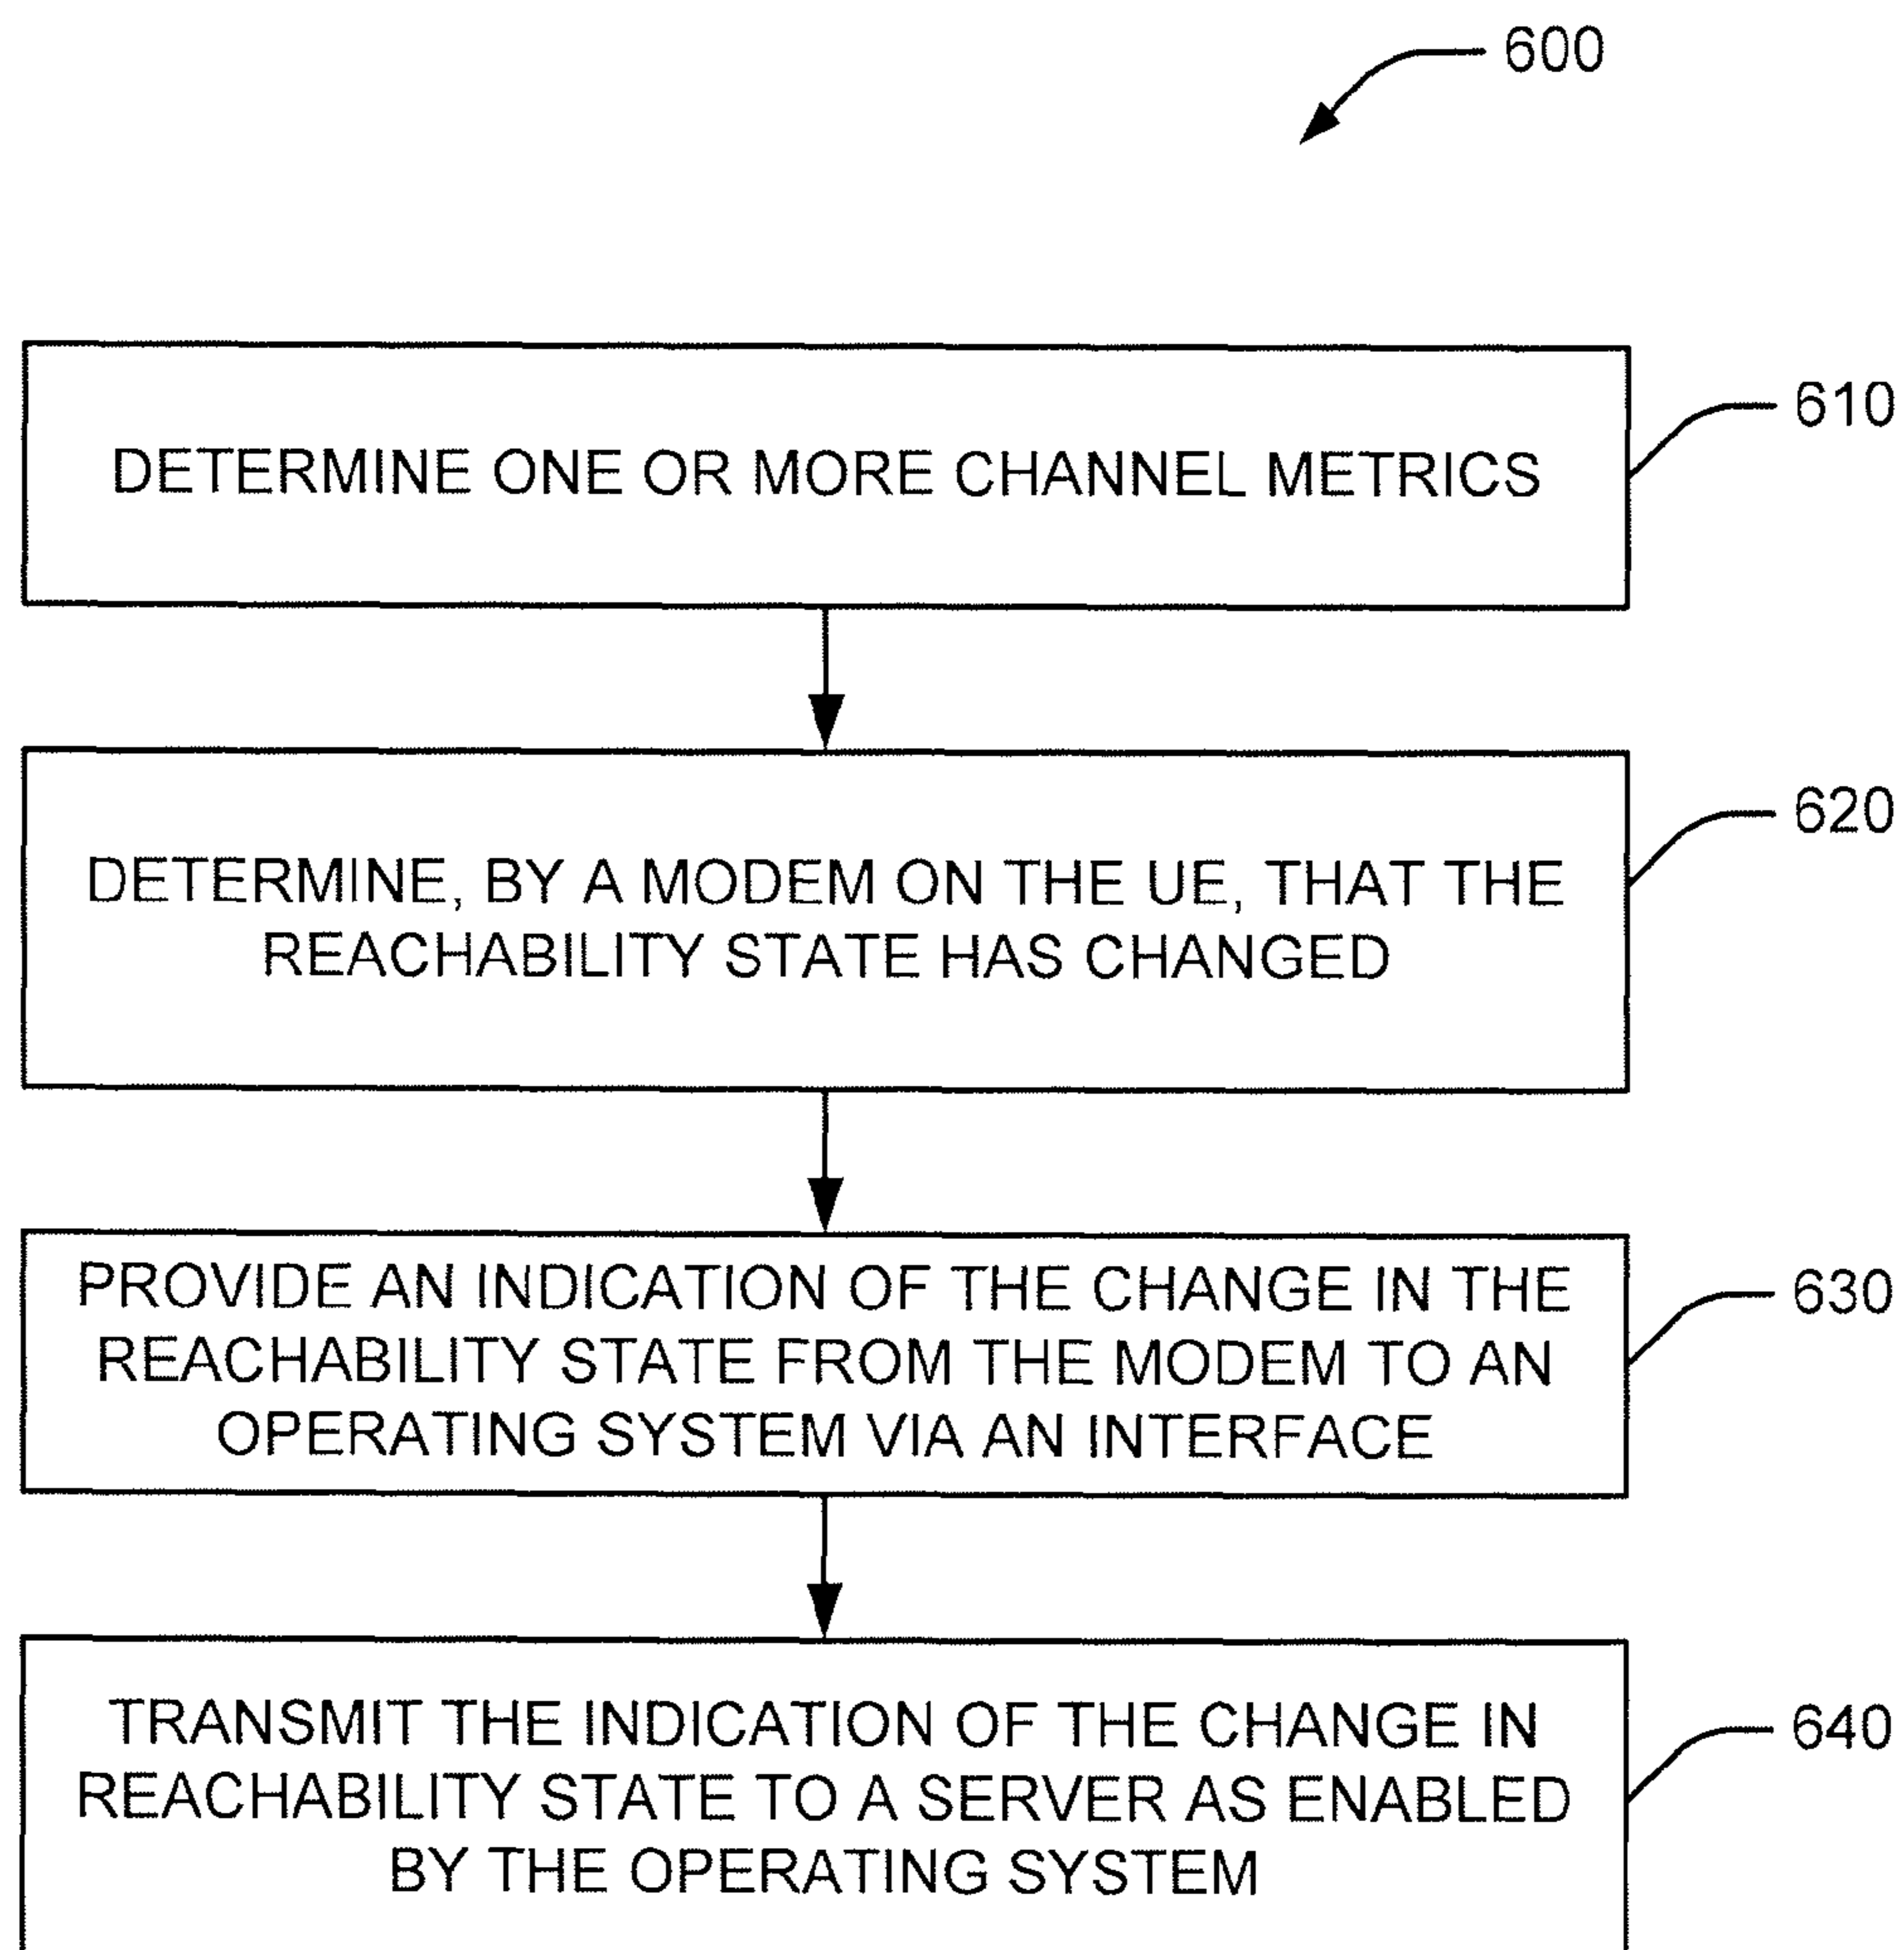 600
DETERMINE ONE OR MORE CHANNEL METRICS
610
DETERMINE, BY A MODEM ON THE UE, THAT THE
REACHABILITY STATE HAS CHANGED
620
PROVIDE AN INDICATION OF THE CHANGE IN THE
REACHABILITY STATE FROM THE MODEM TO AN
OPERATING SYSTEM VIA AN INTERFACE
630
TRANSMIT THE INDICATION OF THE CHANGE IN
REACHABILITY STATE TO A SERVER AS ENABLED
BY THE OPERATING SYSTEM
640